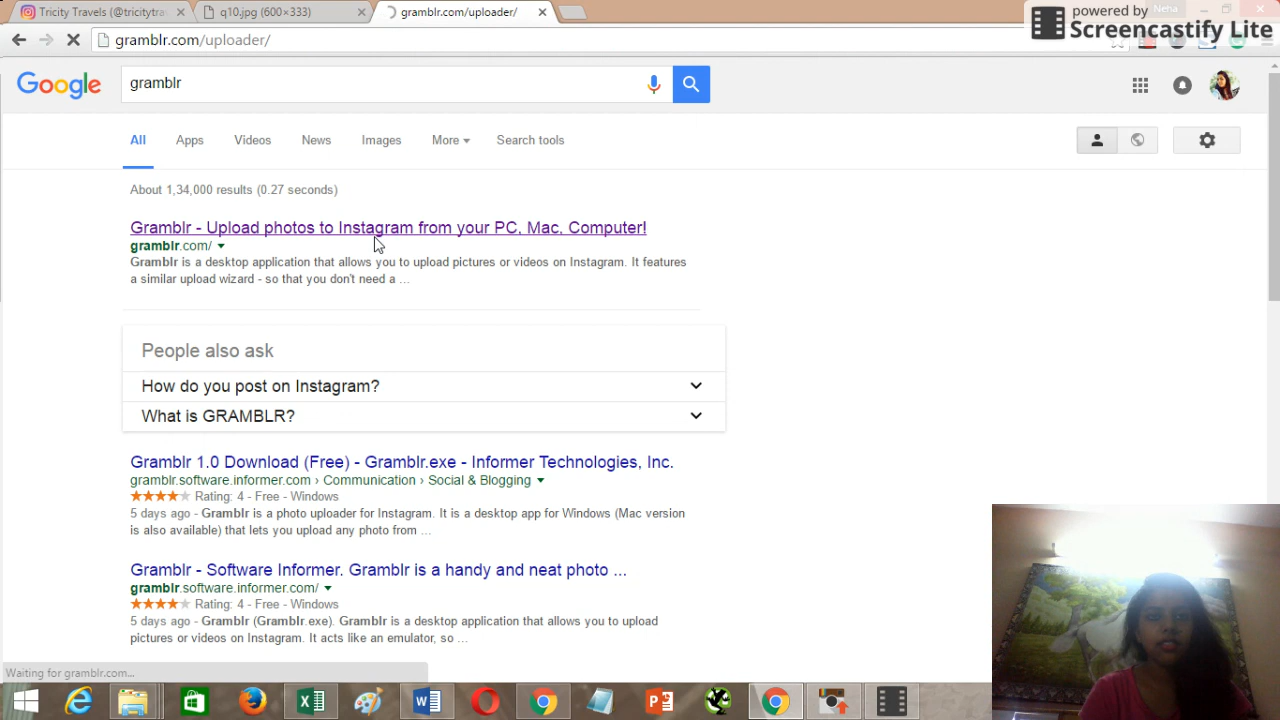 Tricity Travels (@tricitytra
q10.jpg (600×333)
gramblr.com/uploader/
Neha
powered by
Screencastify Lite
gramblr.com/uploader/
Google
gramblr
All
Apps
Videos
News
Images
More
Search tools
About 1,34,000 results (0.27 seconds)
Gramblr - Upload photos to Instagram from your PC, Mac, Computer!
gramblr.com/
Gramblr is a desktop application that allows you to upload pictures or videos on Instagram. It features
a similar upload wizard - so that you don't need a ...
People also ask
How do you post on Instagram?
What is GRAMBLR?
Gramblr 1.0 Download (Free) - Gramblr.exe - Informer Technologies, Inc.
gramblr.software.informer.com › Communication › Social & Blogging
Rating: 4 - Free - Windows
5 days ago - Gramblr is a photo uploader for Instagram. It is a desktop app for Windows (Mac version
is also available) that lets you upload any photo from ...
Gramblr - Software Informer. Gramblr is a handy and neat photo ...
gramblr.software.informer.com/
Rating: 4 - Free - Windows
5 days ago - Gramblr (Gramblr.exe). Gramblr is a desktop application that allows you to upload
pictures or videos on Instagram. It acts like an emulator, so ...
Waiting for gramblr.com...